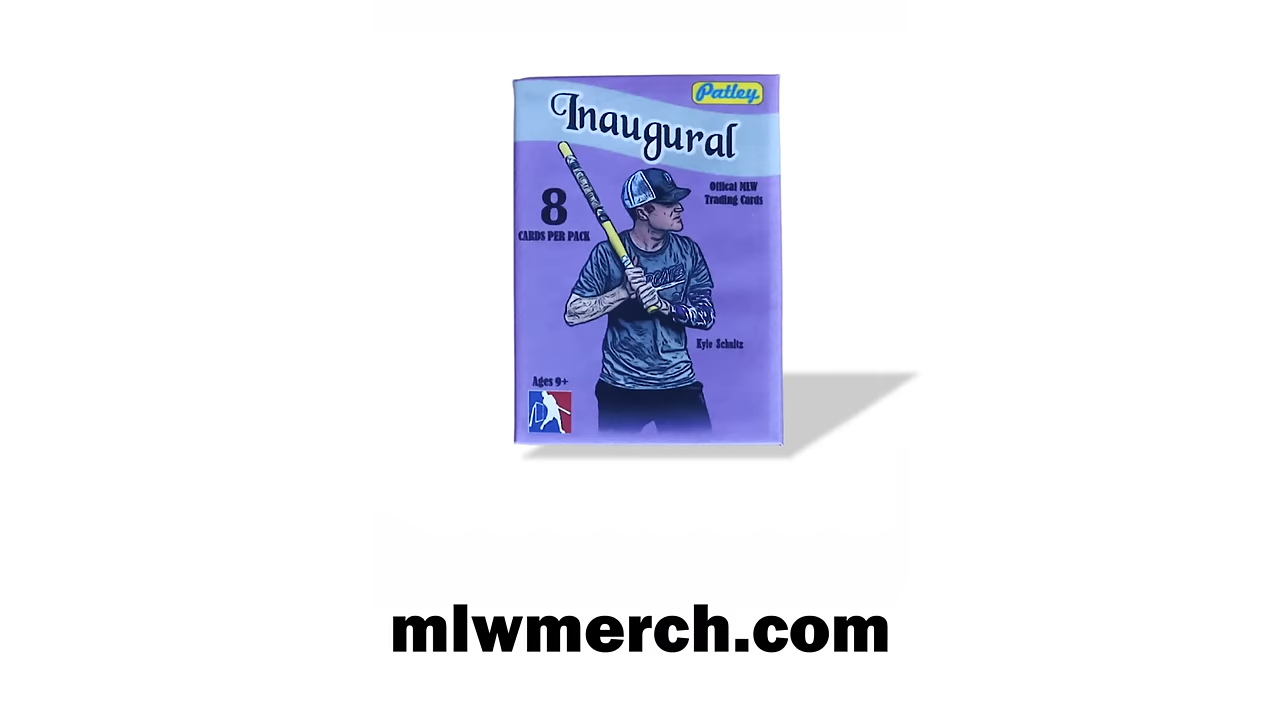 Patley
Inaugural
Offical MLW
Trading Cards
8
CARDS PER PACK
Kyle Schultz
Ages 9+
mlwmerch.com